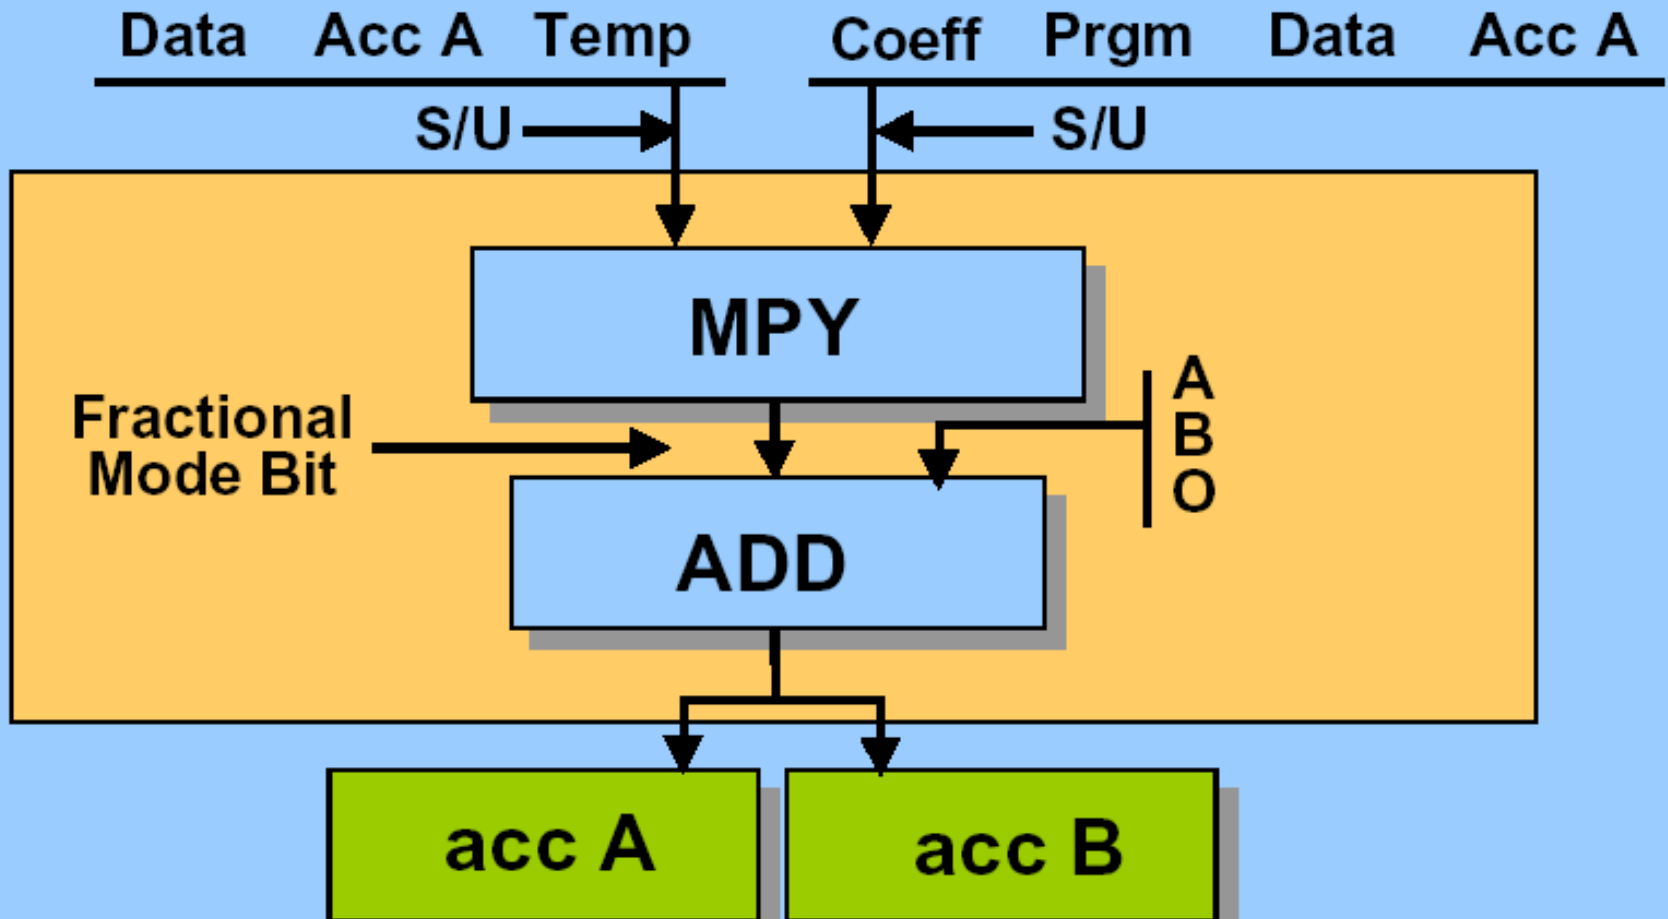 Data Acc A Temp Coeff Prgm Data Acc A
S/U S/U
MPY
A
B
O
Fractional
Mode Bit
ADD
acc A acc B